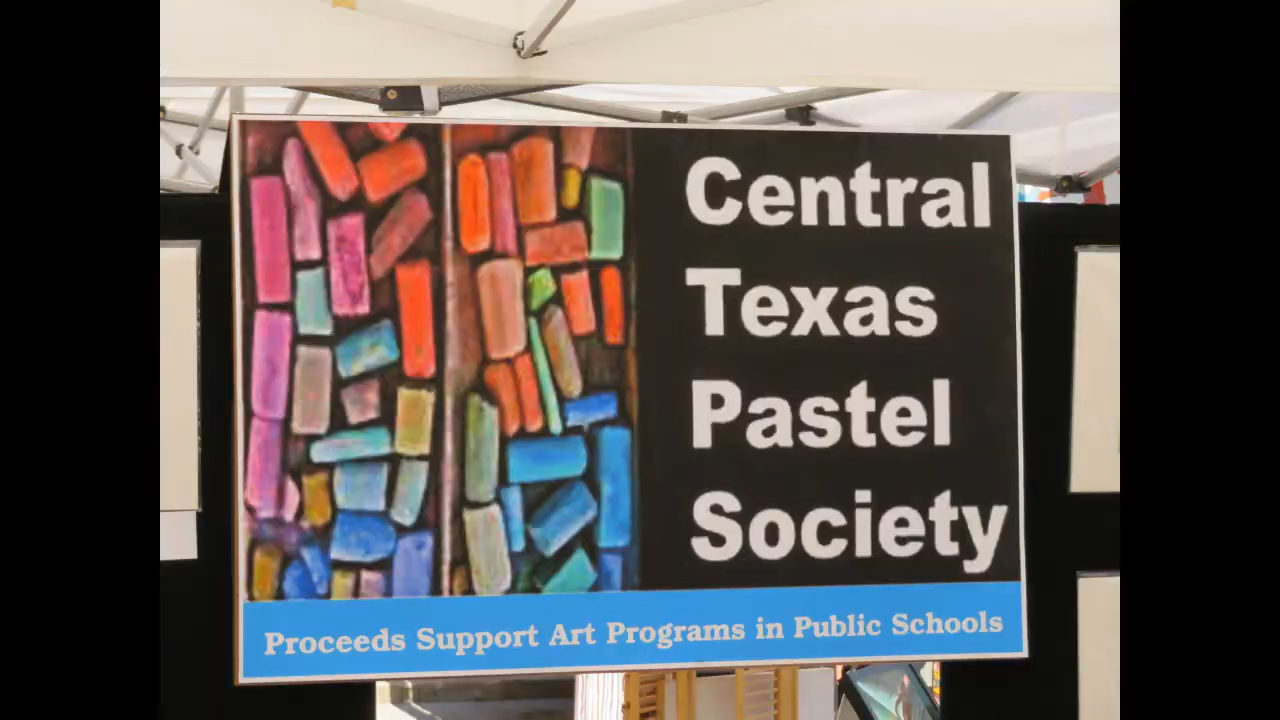 Central
Texas
Pastel
Society
Proceeds Support Art Programs in Public Schools